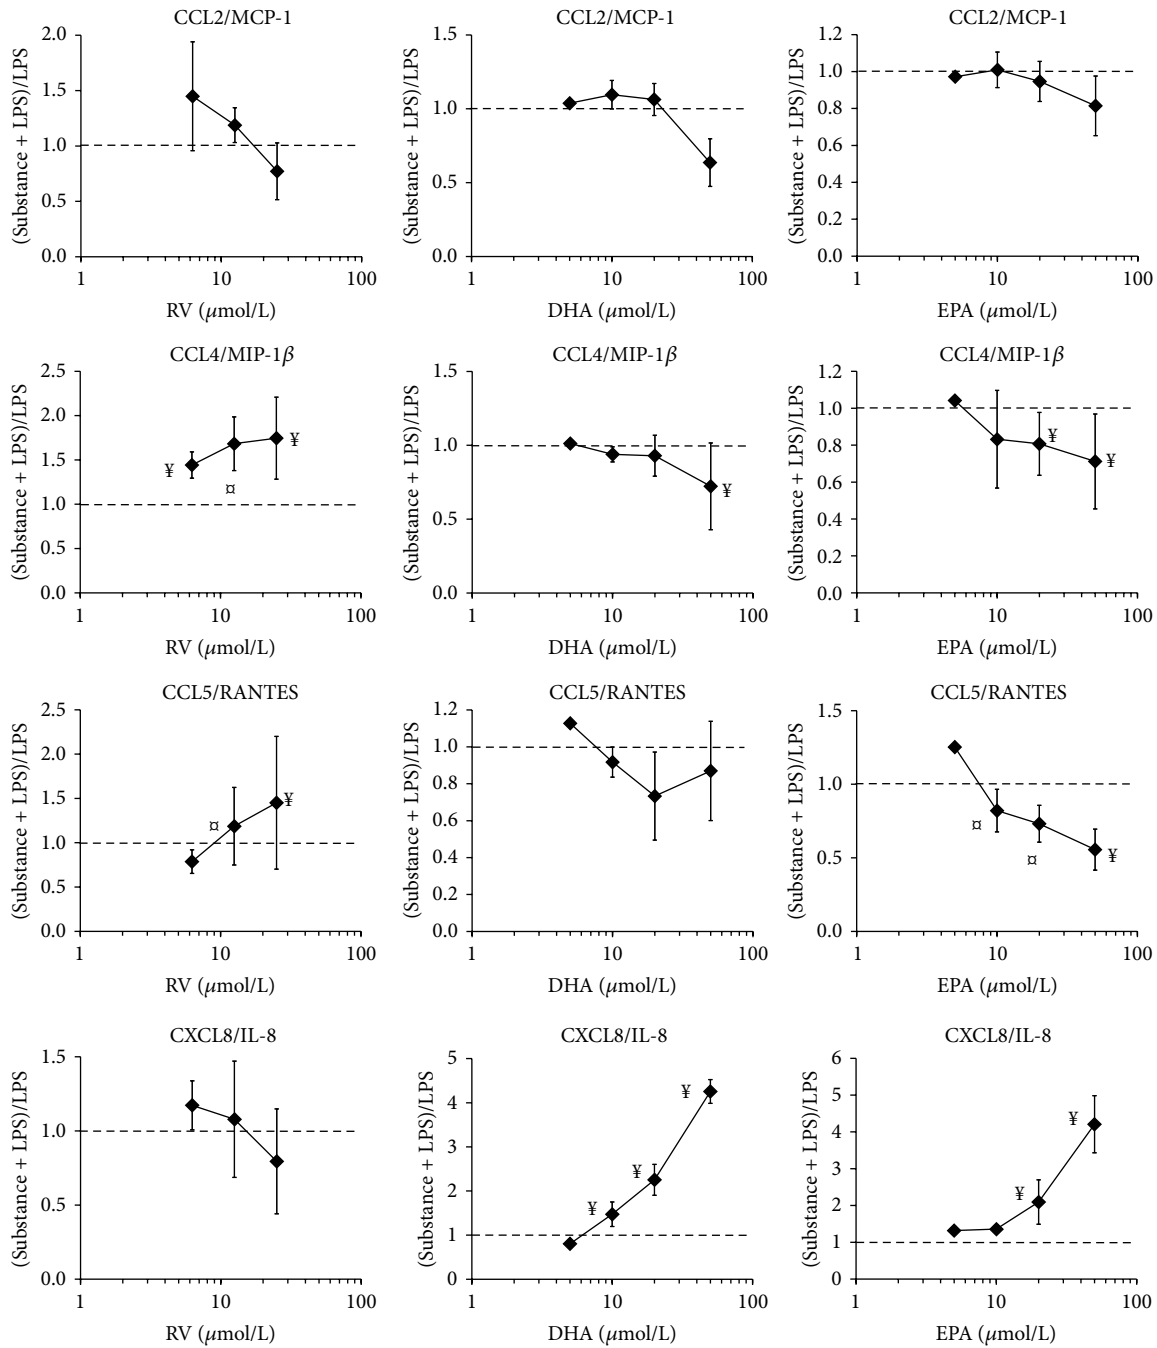 CCL2/MCP-1
(Substance + LPS)/LPS
2.0
1.5
1.0
0.5
0.0
1 10 100
RV (μmol/L)
CCL2/MCP-1
(Substance + LPS)/LPS
1.5
1.0
0.5
0.0
1 10 100
DHA (μmol/L)
CCL2/MCP-1
(Substance + LPS)/LPS
1.2
1.0
0.8
0.6
0.4
0.2
0.0
1 10 100
EPA (μmol/L)
CCL4/MIP-1β
(Substance + LPS)/LPS
2.5
2.0
1.5
1.0
0.5
0.0
¥ ¤ ¥
1 10 100
RV (μmol/L)
CCL4/MIP-1β
(Substance + LPS)/LPS
1.5
1.0
0.5
0.0
¥
1 10 100
DHA (μmol/L)
CCL4/MIP-1β
(Substance + LPS)/LPS
1.2
1.0
0.8
0.6
0.4
0.2
0.0
¥ ¥
1 10 100
EPA (μmol/L)
CCL5/RANTES
(Substance + LPS)/LPS
2.5
2.0
1.5
1.0
0.5
0.0
¤ ¥
1 10 100
RV (μmol/L)
CCL5/RANTES
(Substance + LPS)/LPS
1.2
1.0
0.8
0.6
0.4
0.2
0.0
1 10 100
DHA (μmol/L)
CCL5/RANTES
(Substance + LPS)/LPS
1.5
1.0
0.5
0.0
¤ ¤ ¥
1 10 100
EPA (μmol/L)
CXCL8/IL-8
(Substance + LPS)/LPS
1.5
1.0
0.5
0.0
1 10 100
RV (μmol/L)
CXCL8/IL-8
(Substance + LPS)/LPS
5
4
3
2
1
0
¥ ¥ ¥
1 10 100
DHA (μmol/L)
CXCL8/IL-8
(Substance + LPS)/LPS
6
5
4
3
2
1
0
¥ ¥
1 10 100
EPA (μmol/L)